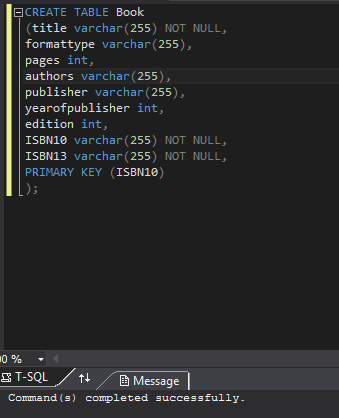 CREATE TABLE Book
(title varchar(255) NOT NULL,
formattype varchar(255),
pages int,
authors varchar(255),
publisher varchar(255),
yearofpublisher int,
edition int,
ISBN10 varchar(255) NOT NULL,
ISBN13 varchar(255) NOT NULL,
PRIMARY KEY (ISBN10)
);
00 %
T-SQL
Message
Command(s) completed successfully.